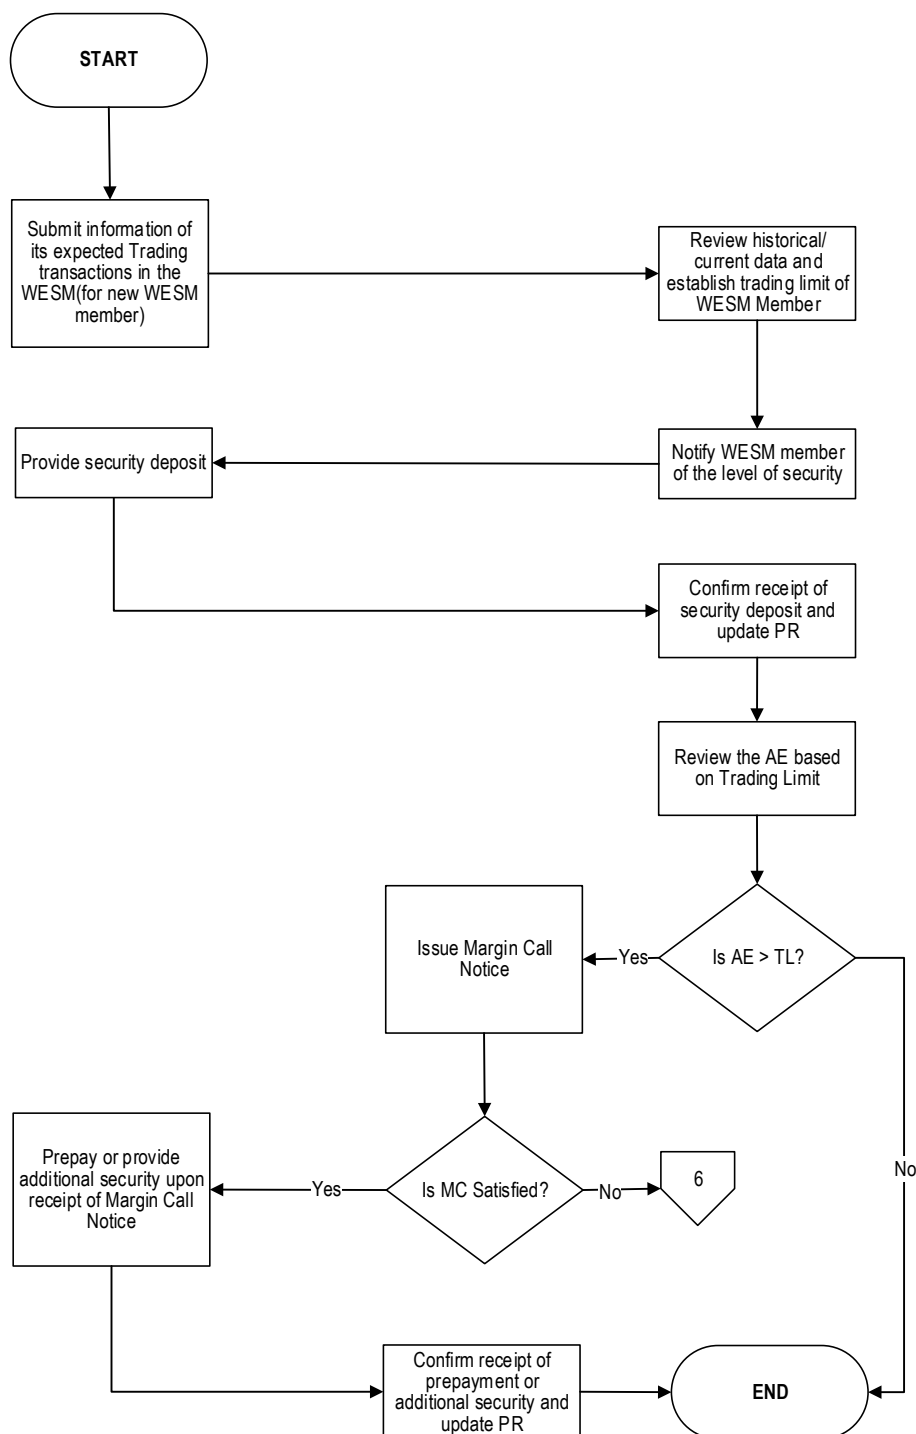 START
Submit information of
its expected Trading
transactions in the
WESM(for new WESM
member)
Review historical/
current data and
establish trading limit of
WESM Member
Provide security deposit
Notify WESM member
of the level of security
Confirm receipt of
security deposit and
update PR
Review the AE based
on Trading Limit
Issue Margin Call
Notice
Yes
Is AE > TL?
No
Prepay or provide
additional security upon
receipt of Margin Call
Notice
Yes
Is MC Satisfied?
No
6
Confirm receipt of
prepayment or
additional security and
update PR
END